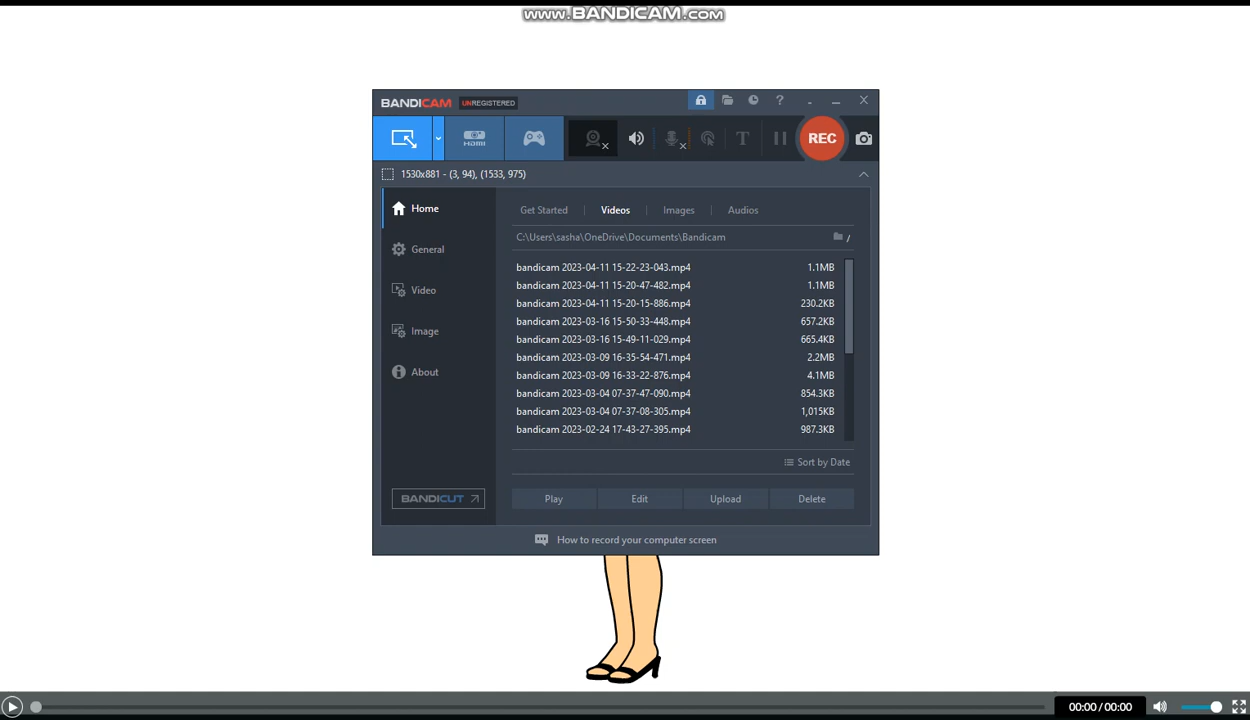 www.BANDICAM.com
BANDICAM UNREGISTERED
HDMI
T
REC
1530x881 - (3, 94), (1533, 975)
Home
General
Video
Image
About
BANDICUT
Get Started
Videos
Images
Audios
C:\Users\sasha\OneDrive\Documents\Bandicam
/
bandicam 2023-04-11 15-22-23-043.mp4 1.1MB
bandicam 2023-04-11 15-20-47-482.mp4 1.1MB
bandicam 2023-04-11 15-20-15-886.mp4 230.2KB
bandicam 2023-03-16 15-50-33-448.mp4 657.2KB
bandicam 2023-03-16 15-49-11-029.mp4 665.4KB
bandicam 2023-03-09 16-35-54-471.mp4 2.2MB
bandicam 2023-03-09 16-33-22-876.mp4 4.1MB
bandicam 2023-03-04 07-37-47-090.mp4 854.3KB
bandicam 2023-03-04 07-37-08-305.mp4 1,015KB
bandicam 2023-02-24 17-43-27-395.mp4 987.3KB
Sort by Date
Play
Edit
Upload
Delete
How to record your computer screen
00:00 / 00:00